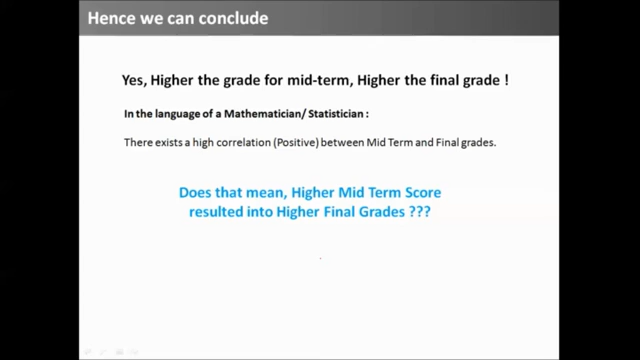 Hence we can conclude
Yes, Higher the grade for mid-term, Higher the final grade !
In the language of a Mathematician/ Statistician :
There exists a high correlation (Positive) between Mid Term and Final grades.
Does that mean, Higher Mid Term Score
resulted into Higher Final Grades ???